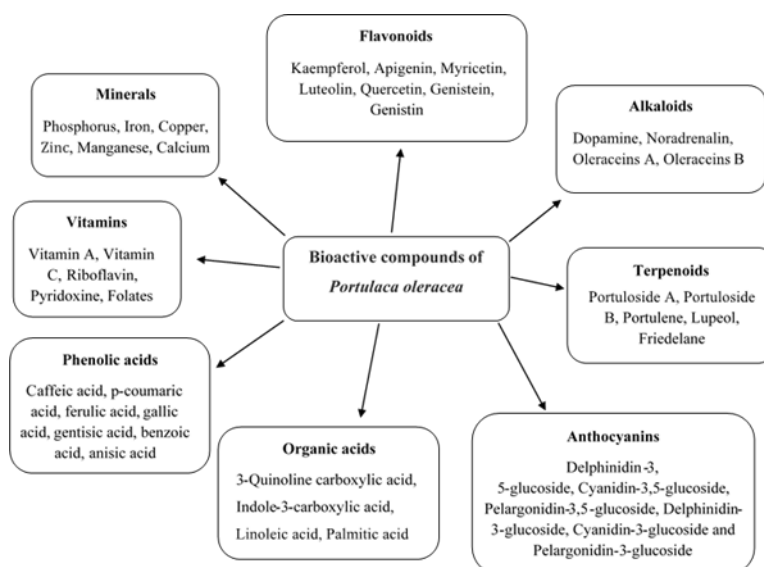 Flavonoids
Kaempferol, Apigenin, Myricetin,
Luteolin, Quercetin, Genistein,
Genistin
Minerals
Phosphorus, Iron, Copper,
Zinc, Manganese, Calcium
Alkaloids
Dopamine, Noradrenalin,
Oleraceins A, Oleraceins B
Vitamins
Vitamin A, Vitamin
C, Riboflavin,
Pyridoxine, Folates
Bioactive compounds of
Portulaca oleracea
Terpenoids
Portuloside A, Portuloside
B, Portulene, Lupeol,
Friedelane
Phenolic acids
Caffeic acid, p-coumaric
acid, ferulic acid, gallic
acid, gentisic acid, benzoic
acid, anisic acid
Organic acids
3-Quinoline carboxylic acid,
Indole-3-carboxylic acid,
Linoleic acid, Palmitic acid
Anthocyanins
Delphinidin-3,
5-glucoside, Cyanidin-3,5-glucoside,
Pelargonidin-3,5-glucoside, Delphinidin-
3-glucoside, Cyanidin-3-glucoside and
Pelargonidin-3-glucoside